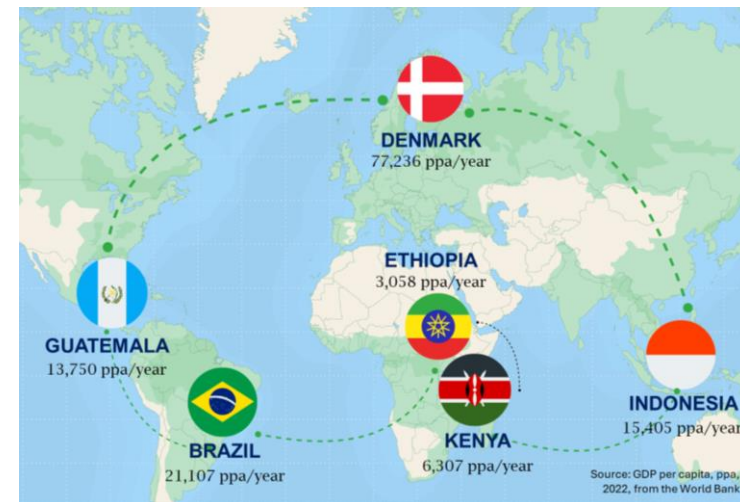 DENMARK
77,236 ppa/year
ETHIOPIA
3,058 ppa/year
GUATEMALA
13,750 ppa/year
INDONESIA
15,405 ppa/year
BRAZIL
21,107 ppa/year
KENYA
6,307 ppa/year
Source: GDP per capita, ppa,
2022, from the World Bank